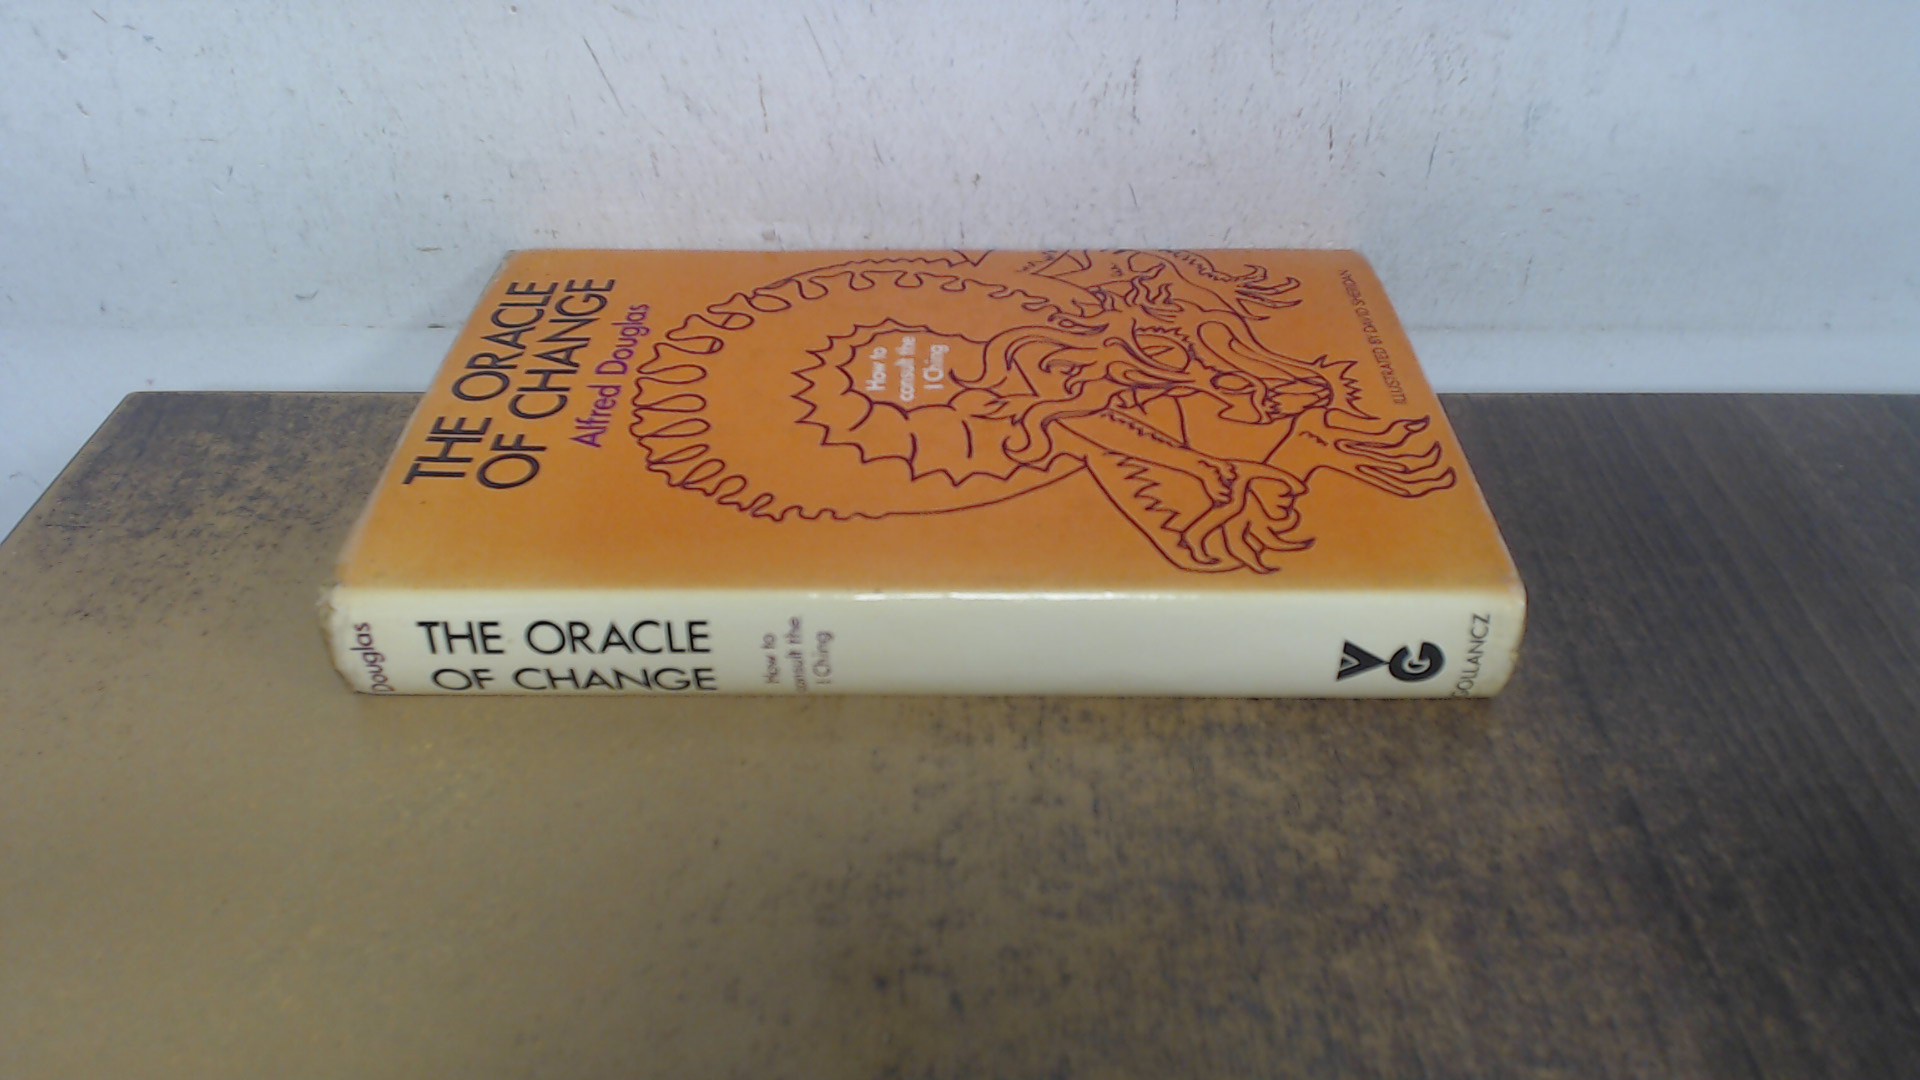 THE ORACLE
OF CHANGE
Alfred Douglas
How to
consult the
I Ching
ILLUSTRATED BY DAVID SHERIDAN
Douglas
THE ORACLE
OF CHANGE
How to
consult the
I Ching
VG
GOLLANCZ